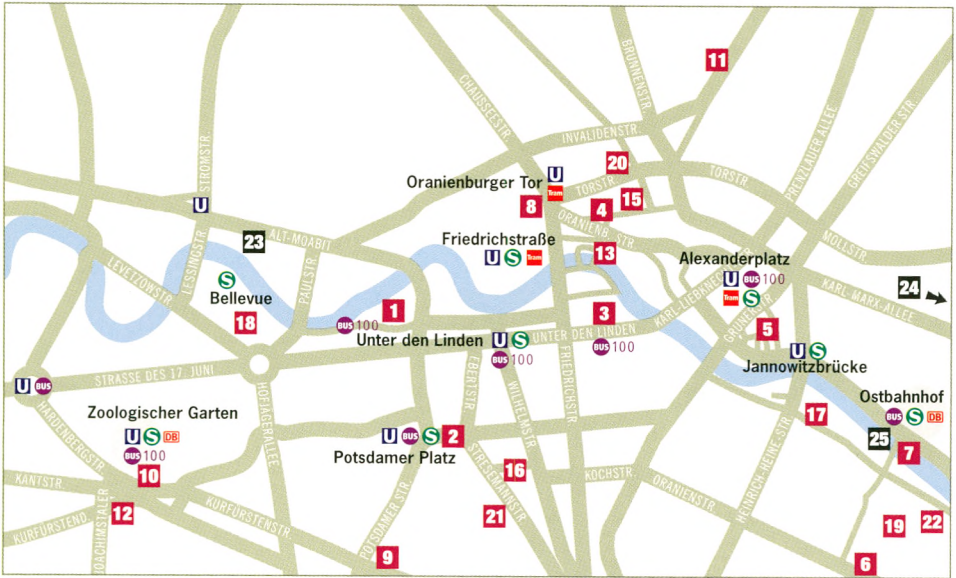 11
BRUNNENSTR.
CHAUSSEESTR.
PRENZLAUER ALLEE
GREIFSWALDER STR.
INVALIDENSTR.
STROMSTR.
20
TORSTR.
TORSTR.
U
Oranienburger Tor
Tram
8
4
15
U
ORANIENB. STR.
23
ALT-MOABIT
Friedrichstraße
U S Tram
13
MOLLSTR.
Alexanderplatz
U BUS 100
Tram S
24
KARL-MARX-ALLEE
LEVETZOWSTR.
LESSINGSTR.
PAULSTR.
S
Bellevue
18
1
BUS 100
3
KARL-LIEBKNECHT
GRUNERSTR.
5
Unter den Linden
U S
BUS 100
UNTER DEN LINDEN
BUS 100
U S
Jannowitzbrücke
STRASSE DES 17. JUNI
U BUS
HARDENBERGSTR.
HOFJÄGERALLEE
EBERTSTR.
WILHELMSTR.
FRIEDRICHSTR.
Ostbahnhof
BUS S DB
Zoologischer Garten
U S DB
BUS 100
U BUS S
2
Potsdamer Platz
17
25
7
10
KANTSTR.
16
STRESEMANNSTR.
KOCHSTR.
ORANIENSTR.
HEINRICH-HEINE-STR.
12
KURFÜRSTEND.
JOACHIMSTALER
KURFÜRSTENSTR.
POTSDAMER STR.
21
19
22
9
6